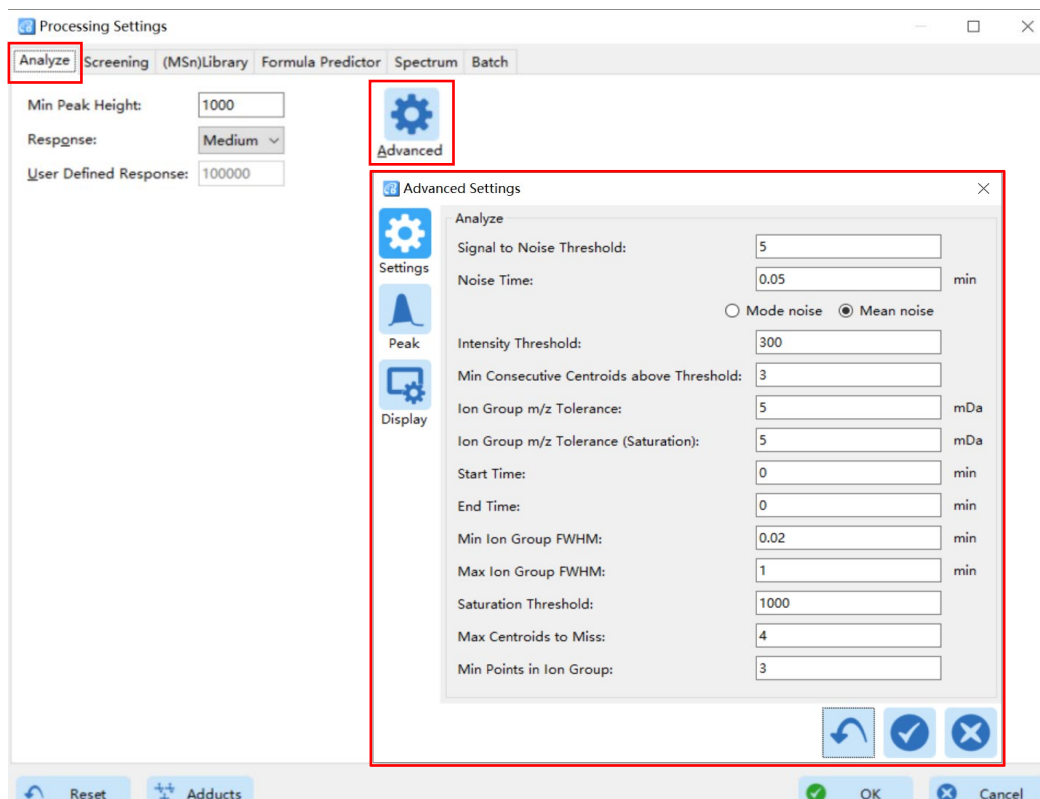 Processing Settings
Analyze Screening (MSn)Library Formula Predictor Spectrum Batch
Min Peak Height: 1000
Response: Medium
User Defined Response: 100000
Advanced
Advanced Settings
Settings
Peak
Display
Analyze
Signal to Noise Threshold: 5
Noise Time: 0.05 min
Mode noise Mean noise
Intensity Threshold: 300
Min Consecutive Centroids above Threshold: 3
Ion Group m/z Tolerance: 5 mDa
Ion Group m/z Tolerance (Saturation): 5 mDa
Start Time: 0 min
End Time: 0 min
Min Ion Group FWHM: 0.02 min
Max Ion Group FWHM: 1 min
Saturation Threshold: 1000
Max Centroids to Miss: 4
Min Points in Ion Group: 3
Reset Adducts OK Cancel